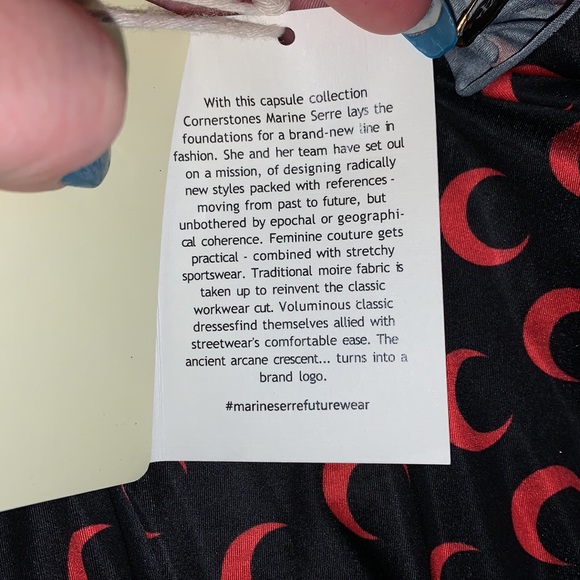 With this capsule collection
Cornerstones Marine Serre lays the
foundations for a brand-new line in
fashion. She and her team have set out
on a mission, of designing radically
new styles packed with references -
moving from past to future, but
unbothered by epochal or geographi-
cal coherence. Feminine couture gets
practical - combined with stretchy
sportswear. Traditional moire fabric is
taken up to reinvent the classic
workwear cut. Voluminous classic
dressesfind themselves allied with
streetwear's comfortable ease. The
ancient arcane crescent... turns into a
brand logo.
#marineserrefuturewear